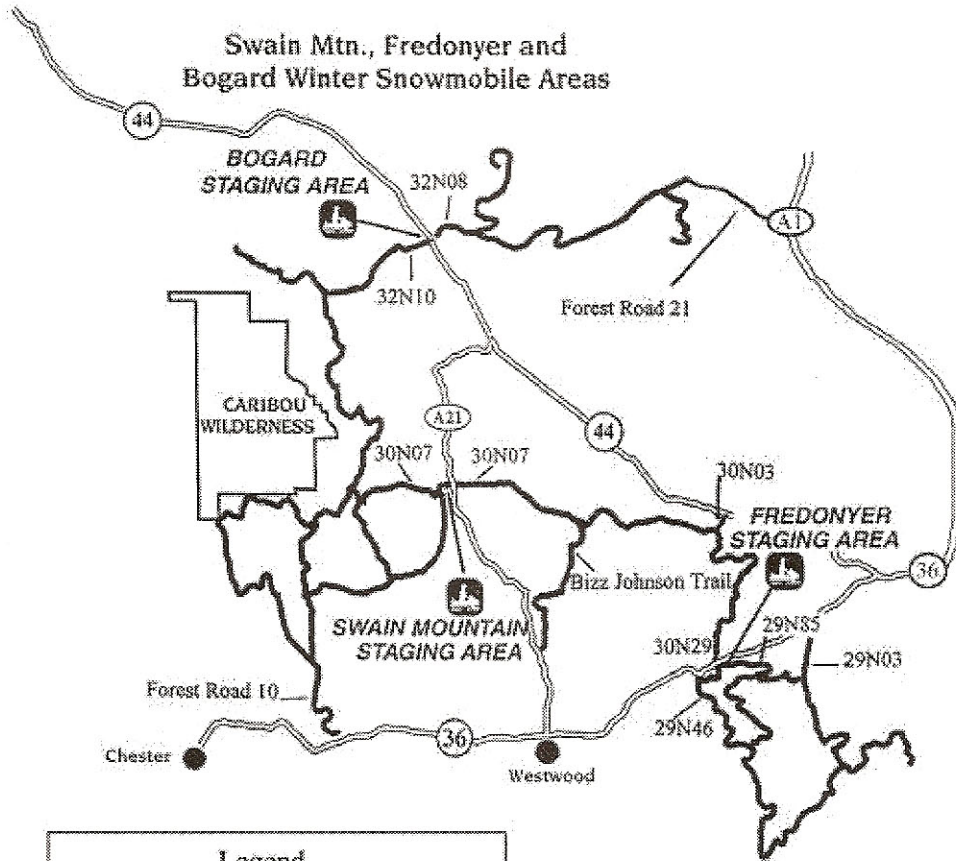 Swain Mtn., Fredonyer and
Bogard Winter Snowmobile Areas
44
BOGARD
STAGING AREA
32N08
A1
32N10
Forest Road 21
CARIBOU
WILDERNESS
A21
44
30N07
30N07
30N03
FREDONYER
STAGING AREA
36
Bizz Johnson Trail
SWAIN MOUNTAIN
STAGING AREA
30N29
29N85
29N03
Forest Road 10
29N46
36
Chester
Westwood
Legend